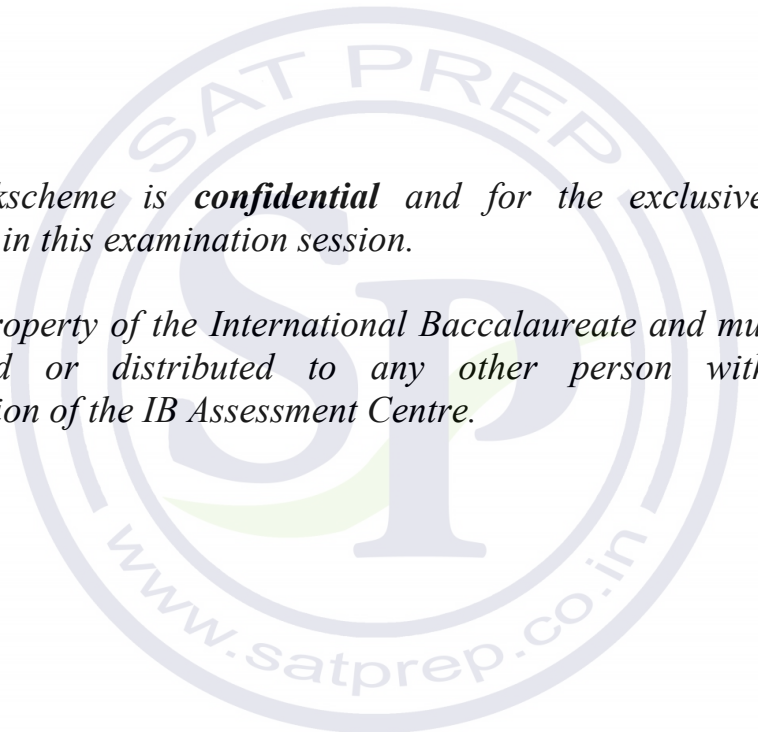 SAT PREP
kscheme is confidential and for the exclusive
in this examination session.
roperty of the International Baccalaureate and mu
d or distributed to any other person with
ion of the IB Assessment Centre.
SP
www.satprep.co.in